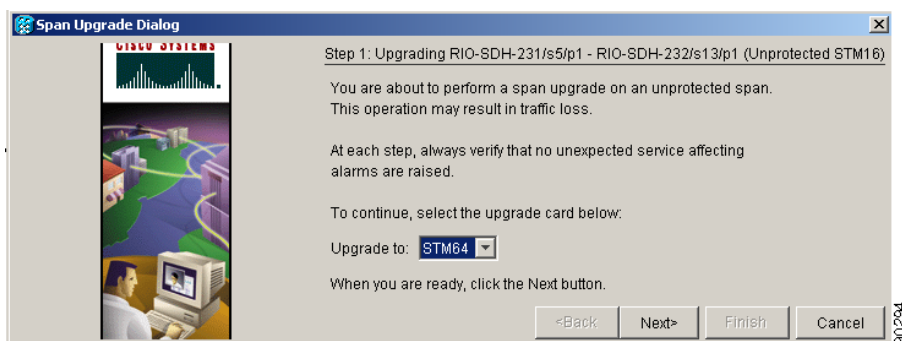 Span Upgrade Dialog
CISCO SYSTEMS
Step 1: Upgrading RIO-SDH-231/s5/p1 - RIO-SDH-232/s13/p1 (Unprotected STM16)
You are about to perform a span upgrade on an unprotected span.
This operation may result in traffic loss.
At each step, always verify that no unexpected service affecting
alarms are raised.
To continue, select the upgrade card below:
Upgrade to: STM64
When you are ready, click the Next button.
<Back Next> Finish Cancel
90294